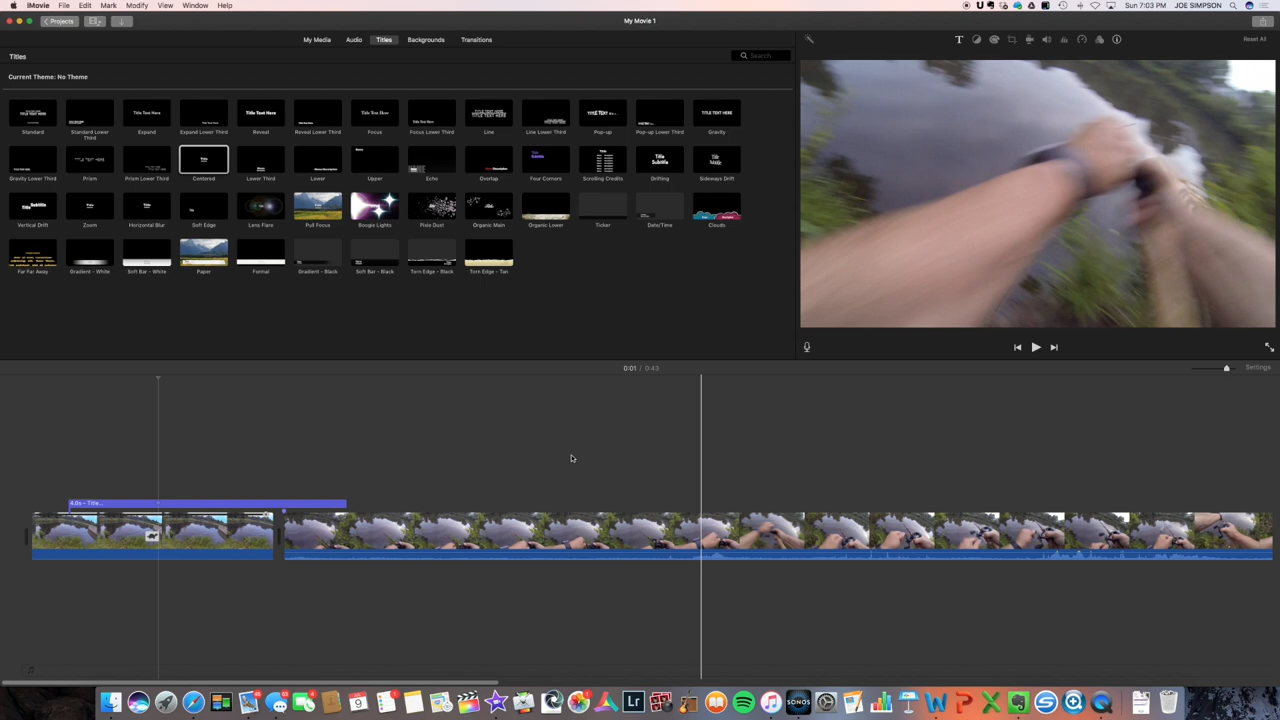 iMovie File Edit Mark Modify View Window Help
Sun 7:03 PM JOE SIMPSON
Projects
My Movie 1
My Media Audio Titles Backgrounds Transitions
Reset All
Titles
Search
Current Theme: No Theme
Standard Standard Lower Third Expand Expand Lower Third Reveal Reveal Lower Third Focus Focus Lower Third Line Line Lower Third Pop-up Pop-up Lower Third Gravity
Gravity Lower Third Prism Prism Lower Third Centered Lower Third Lower Upper Echo Overlap Four Corners Scrolling Credits Drifting Sideways Drift
Vertical Drift Zoom Horizontal Blur Soft Edge Lens Flare Pull Focus Boogie Lights Pixie Dust Organic Main Organic Lower Ticker Date/Time Clouds
Far Far Away Gradient - White Soft Bar - White Paper Formal Gradient - Black Soft Bar - Black Torn Edge - Black Torn Edge - Tan
0:01 / 0:43
Settings
4.0s - Title...
SONOS